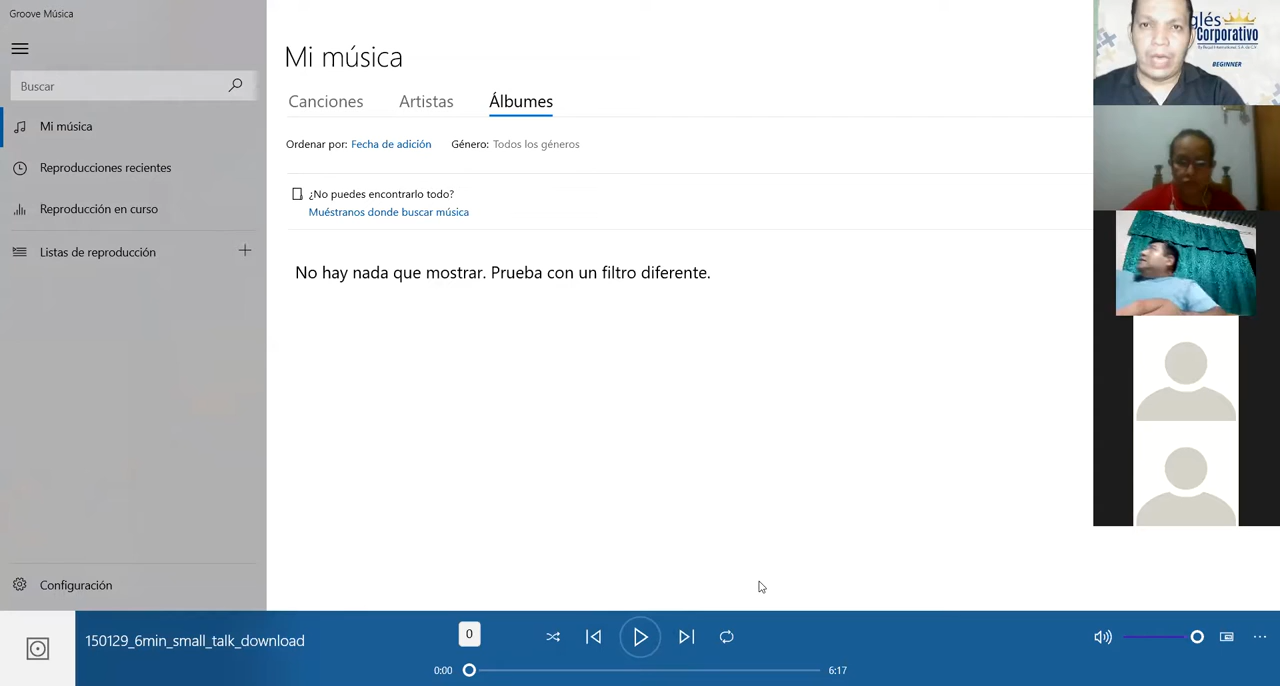 Groove Música
Buscar
Mi música
Reproducciones recientes
Reproducción en curso
Listas de reproducción
Configuración
Mi música
Canciones Artistas Álbumes
Ordenar por: Fecha de adición Género: Todos los géneros
¿No puedes encontrarlo todo?
Muéstranos donde buscar música
No hay nada que mostrar. Prueba con un filtro diferente.
glés
Corporativo
BEGINNER
150129_6min_small_talk_download
0
0:00
6:17